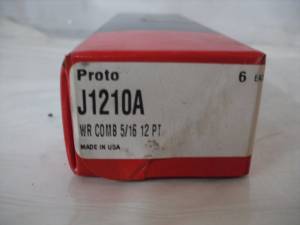 Proto
6 EA
J1210A
WR COMB 5/16 12 PT
MADE IN USA